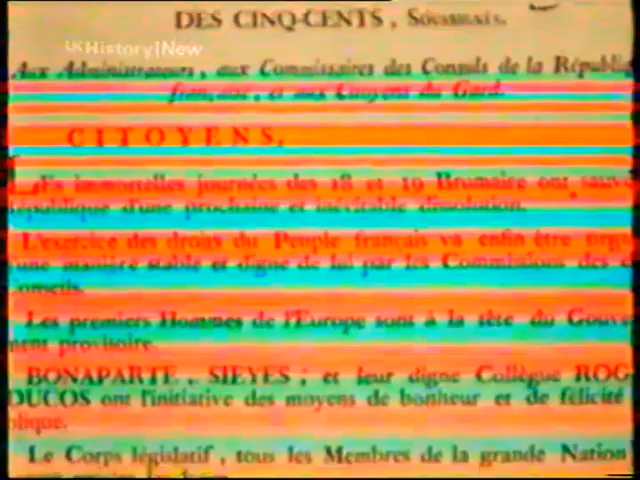 DES CINQ-CENTS,
UKHistory|New
Aux Administrateurs, aux Commissaires des Consuls de la Républiq
française, et aux Citoyens du Gard.
CITOYENS,
LEs immortelles journées des 18 et 19 Brumaire ont sauvé
République d'une prochaine et inévitable dissolution.
L'exercice des droits du Peuple français va enfin être orga
d'une manière stable et digne de lui par les Commissions des
Conseils.
Les premiers Hommes de l'Europe sont à la tête du Gouver
ment provisoire.
BONAPARTE, SIEYES; et leur digne Collègue ROG
DUCOS ont l'initiative des moyens de bonheur et de félicité
blique.
Le Corps législatif, tous les Membres de la grande Nation